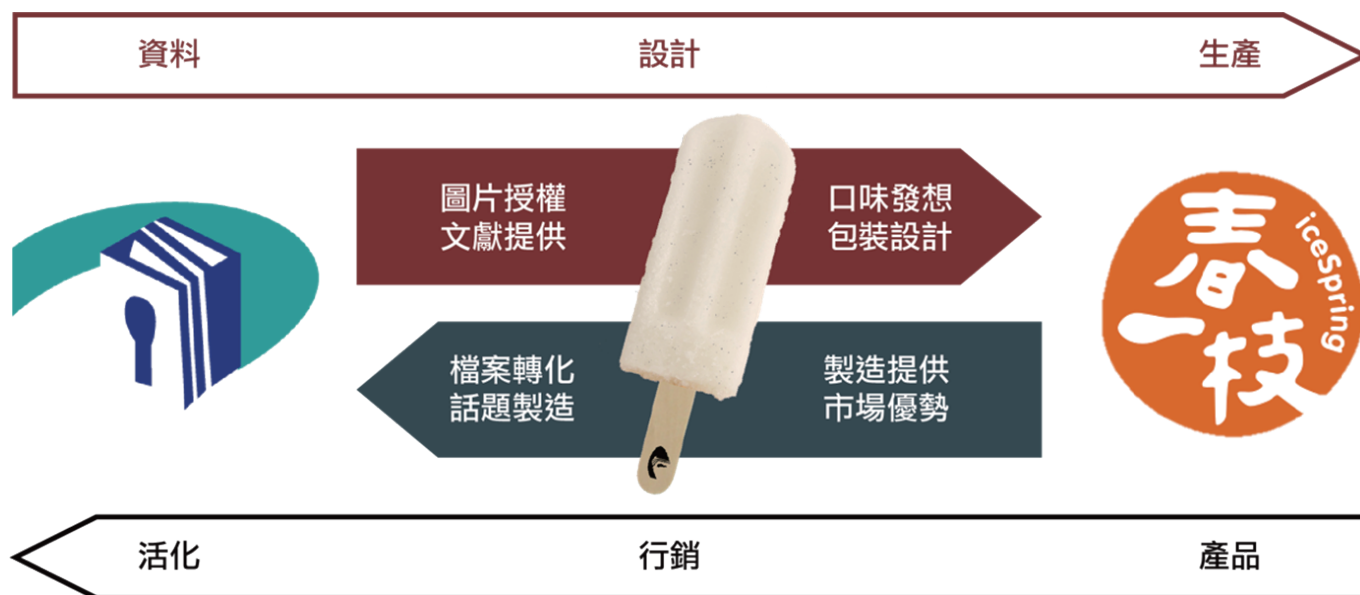 資料 設計 生產
圖片授權 口味發想
文獻提供 包裝設計
春一枝
iceSpring
檔案轉化 製造提供
話題製造 市場優勢
活化 行銷 產品